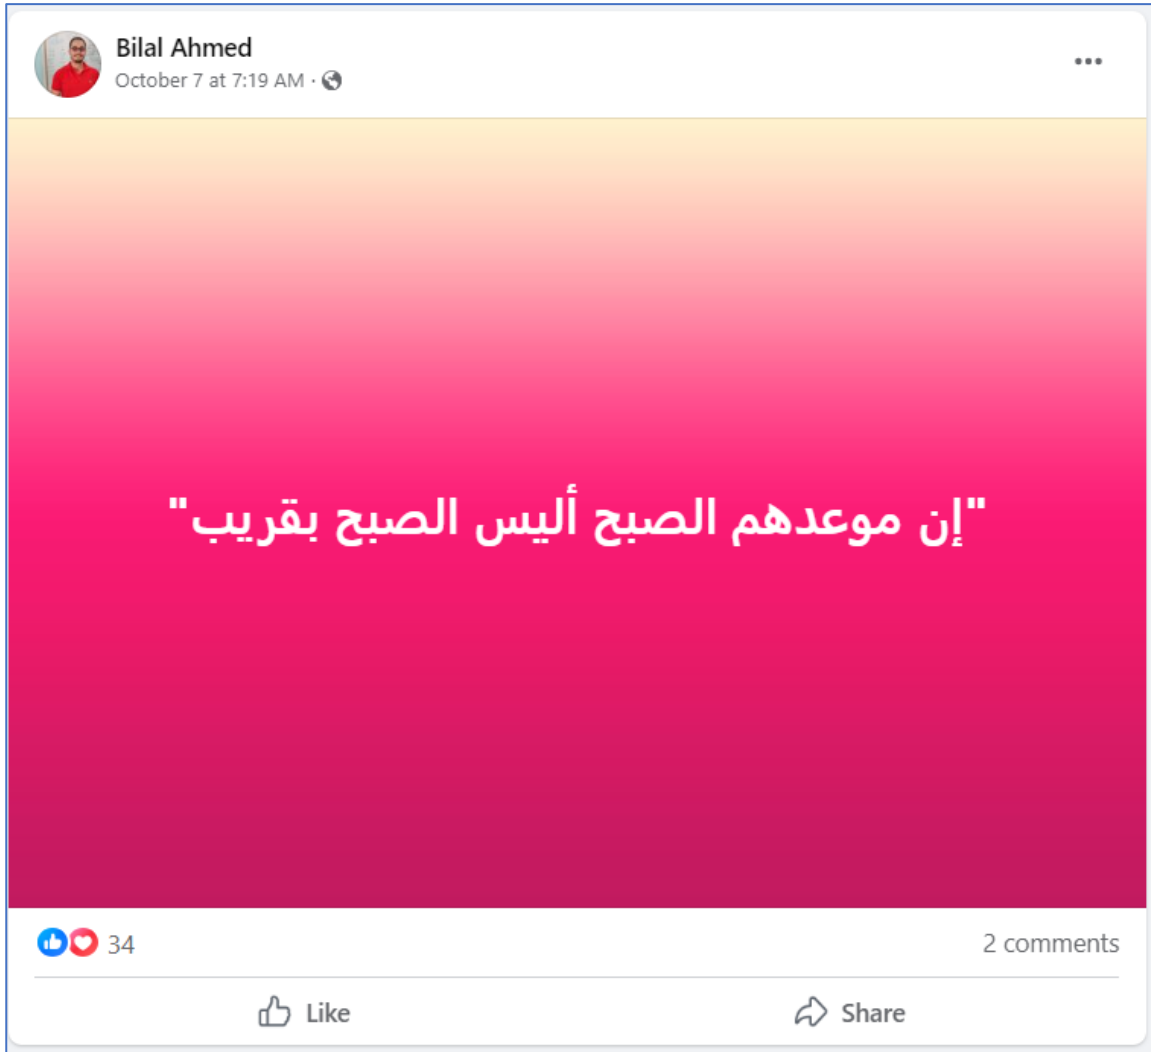 Bilal Ahmed
October 7 at 7:19 AM ·
"إن موعدهم الصبح أليس الصبح بقريب"
34
2 comments
Like
Share